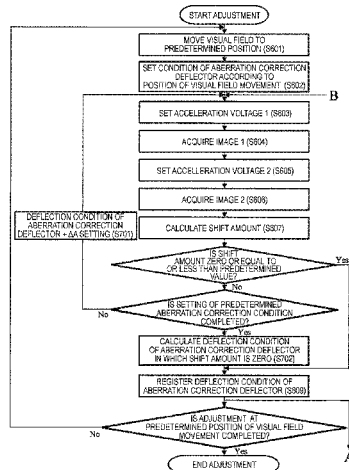 START ADJUSTMENT
MOVE VISUAL FIELD TO
PREDETERMINED POSITION (S601)
SET CONDITION OF ABERRATION CORRECTION
DEFLECTOR ACCORDING TO
POSITION OF VISUAL FIELD MOVEMENT (S602)
B
SET ACCELERATION VOLTAGE 1 (S603)
ACQUIRE IMAGE 1 (S604)
SET ACCELERATION VOLTAGE 2 (S605)
ACQUIRE IMAGE 2 (S606)
DEFLECTION CONDITION OF
ABERRATION CORRECTION
DEFLECTOR + ΔA SETTING (S701)
CALCULATE SHIFT AMOUNT (S607)
IS SHIFT
AMOUNT ZERO OR EQUAL TO
OR LESS THAN PREDETERMINED
VALUE?
Yes
No
IS SETTING OF PREDETERMINED
ABERRATION CORRECTION CONDITION
COMPLETED?
No
Yes
CALCULATE DEFLECTION CONDITION
OF ABERRATION CORRECTION DEFLECTOR
IN WHICH SHIFT AMOUNT IS ZERO (S702)
REGISTER DEFLECTION CONDITION OF
ABERRATION CORRECTION DEFLECTOR (S609)
IS ADJUSTMENT AT
PREDETERMINED POSITION OF VISUAL FIELD
MOVEMENT COMPLETED?
No
A
Yes
END ADJUSTMENT